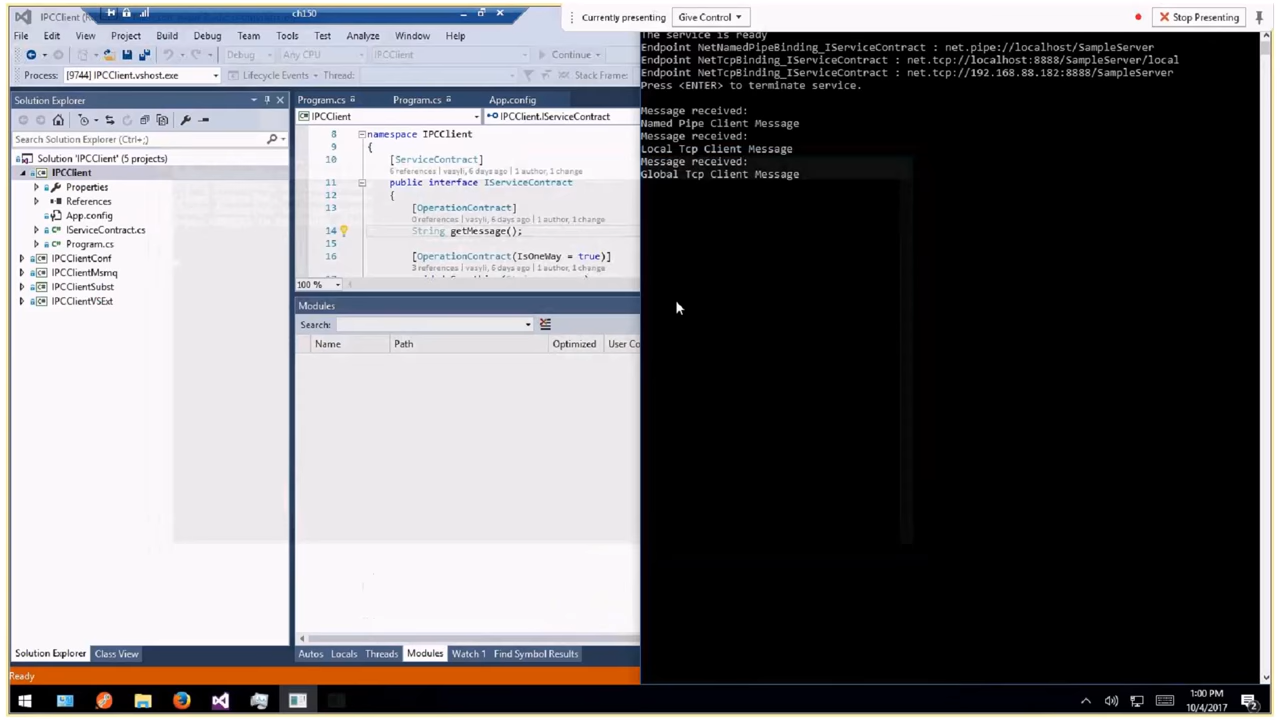 IPCClient (R
ch150
Currently presenting
Give Control
Stop Presenting
File
Edit
View
Project
Build
Debug
Team
Tools
Test
Analyze
Window
Help
Debug
Any CPU
IPCClient
Continue
Process: [9744] IPCClient.vshost.exe
Lifecycle Events
Thread:
Stack Frame:
Solution Explorer
Search Solution Explorer (Ctrl+;)
Solution 'IPCClient' (5 projects)
IPCClient
Properties
References
App.config
IServiceContract.cs
Program.cs
IPCClientConf
IPCClientMsmq
IPCClientSubst
IPCClientVSExt
Solution Explorer
Class View
Program.cs
Program.cs
App.config
IPCClient
IPCClient.IServiceContract
8 namespace IPCClient
9 {
10 [ServiceContract]
6 references | vasyli, 6 days ago | 1 author, 1 change
11 public interface IServiceContract
12 {
13 [OperationContract]
0 references | vasyli, 6 days ago | 1 author, 1 change
14 String getMessage();
15
16 [OperationContract(IsOneWay = true)]
3 references | vasyli, 6 days ago | 1 author, 1 change
100 %
Modules
Search:
Name
Path
Optimized
User Co
Autos
Locals
Threads
Modules
Watch 1
Find Symbol Results
Ready
The service is ready
Endpoint NetNamedPipeBinding_IServiceContract : net.pipe://localhost/SampleServer
Endpoint NetTcpBinding_IServiceContract : net.tcp://localhost:8888/SampleServer/local
Endpoint NetTcpBinding_IServiceContract : net.tcp://192.168.88.182:8888/SampleServer
Press <ENTER> to terminate service.
Message received:
Named Pipe Client Message
Message received:
Local Tcp Client Message
Message received:
Global Tcp Client Message
1:00 PM
10/4/2017
2